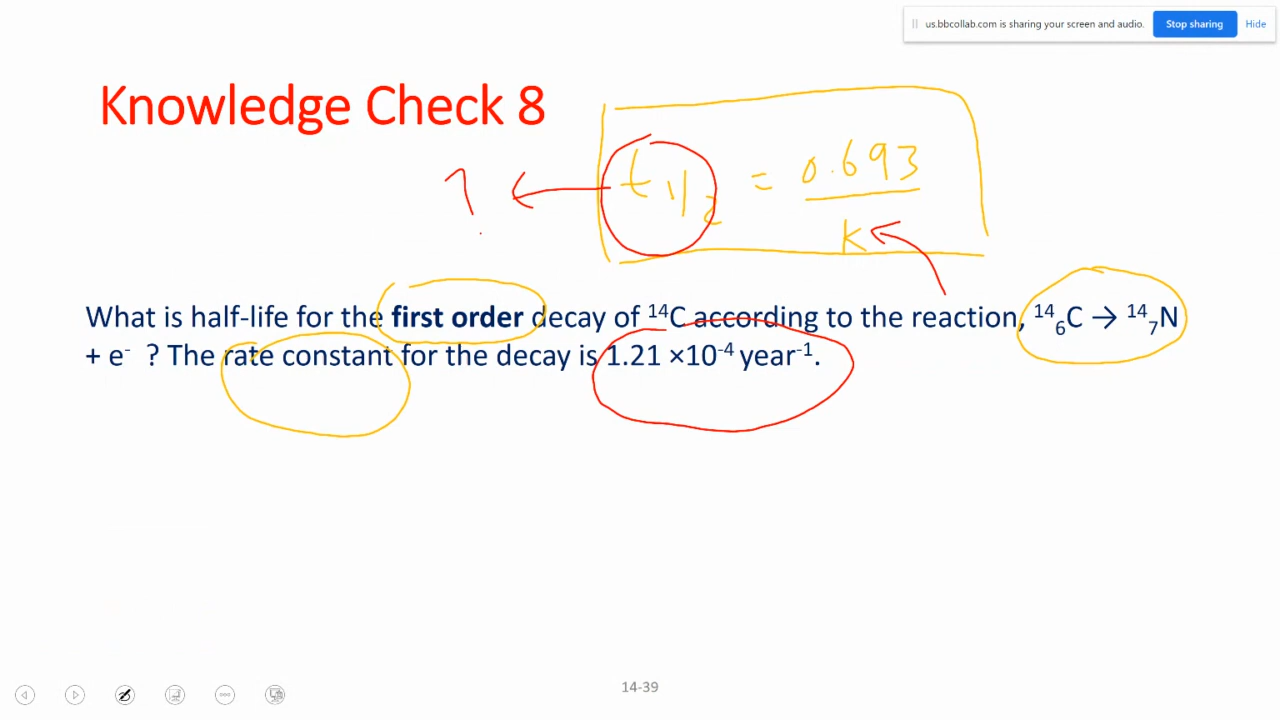 us.bbcollab.com is sharing your screen and audio. Stop sharing Hide
Knowledge Check 8
? t 1/2 = 0.693
k
What is half-life for the first order decay of ¹⁴C according to the reaction, ¹⁴₆C → ¹⁴₇N
+ e⁻ ? The rate constant for the decay is 1.21 ×10⁻⁴ year⁻¹.
14-39